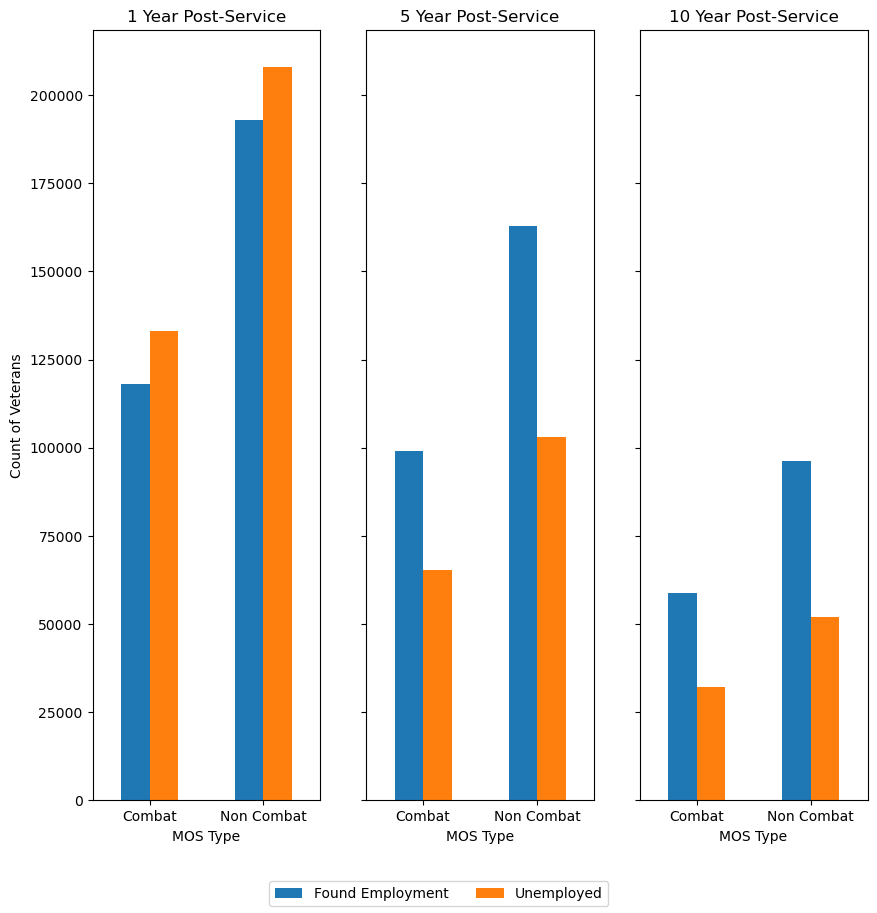 1 Year Post-Service
5 Year Post-Service
10 Year Post-Service
Count of Veterans
200000
175000
150000
125000
100000
75000
50000
25000
0
Combat
Non Combat
Combat
Non Combat
Combat
Non Combat
MOS Type
MOS Type
MOS Type
Found Employment
Unemployed